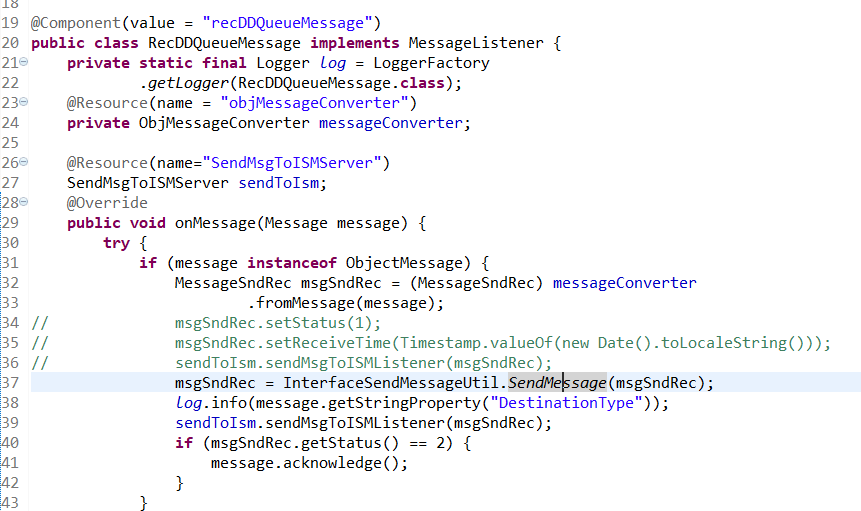 18
19 @Component(value = "recDDQueueMessage")
20 public class RecDDQueueMessage implements MessageListener {
21     private static final Logger log = LoggerFactory
22             .getLogger(RecDDQueueMessage.class);
23     @Resource(name = "objMessageConverter")
24     private ObjMessageConverter messageConverter;
25
26     @Resource(name="SendMsgToISMServer")
27     SendMsgToISMServer sendToIsm;
28     @Override
29     public void onMessage(Message message) {
30         try {
31             if (message instanceof ObjectMessage) {
32                 MessageSndRec msgSndRec = (MessageSndRec) messageConverter
33                         .fromMessage(message);
34 //              msgSndRec.setStatus(1);
35 //              msgSndRec.setReceiveTime(Timestamp.valueOf(new Date().toLocaleString()));
36 //              sendToIsm.sendMsgToISMListener(msgSndRec);
37                 msgSndRec = InterfaceSendMessageUtil.SendMessage(msgSndRec);
38                 log.info(message.getStringProperty("DestinationType"));
39                 sendToIsm.sendMsgToISMListener(msgSndRec);
40                 if (msgSndRec.getStatus() == 2) {
41                     message.acknowledge();
42                 }
43             }